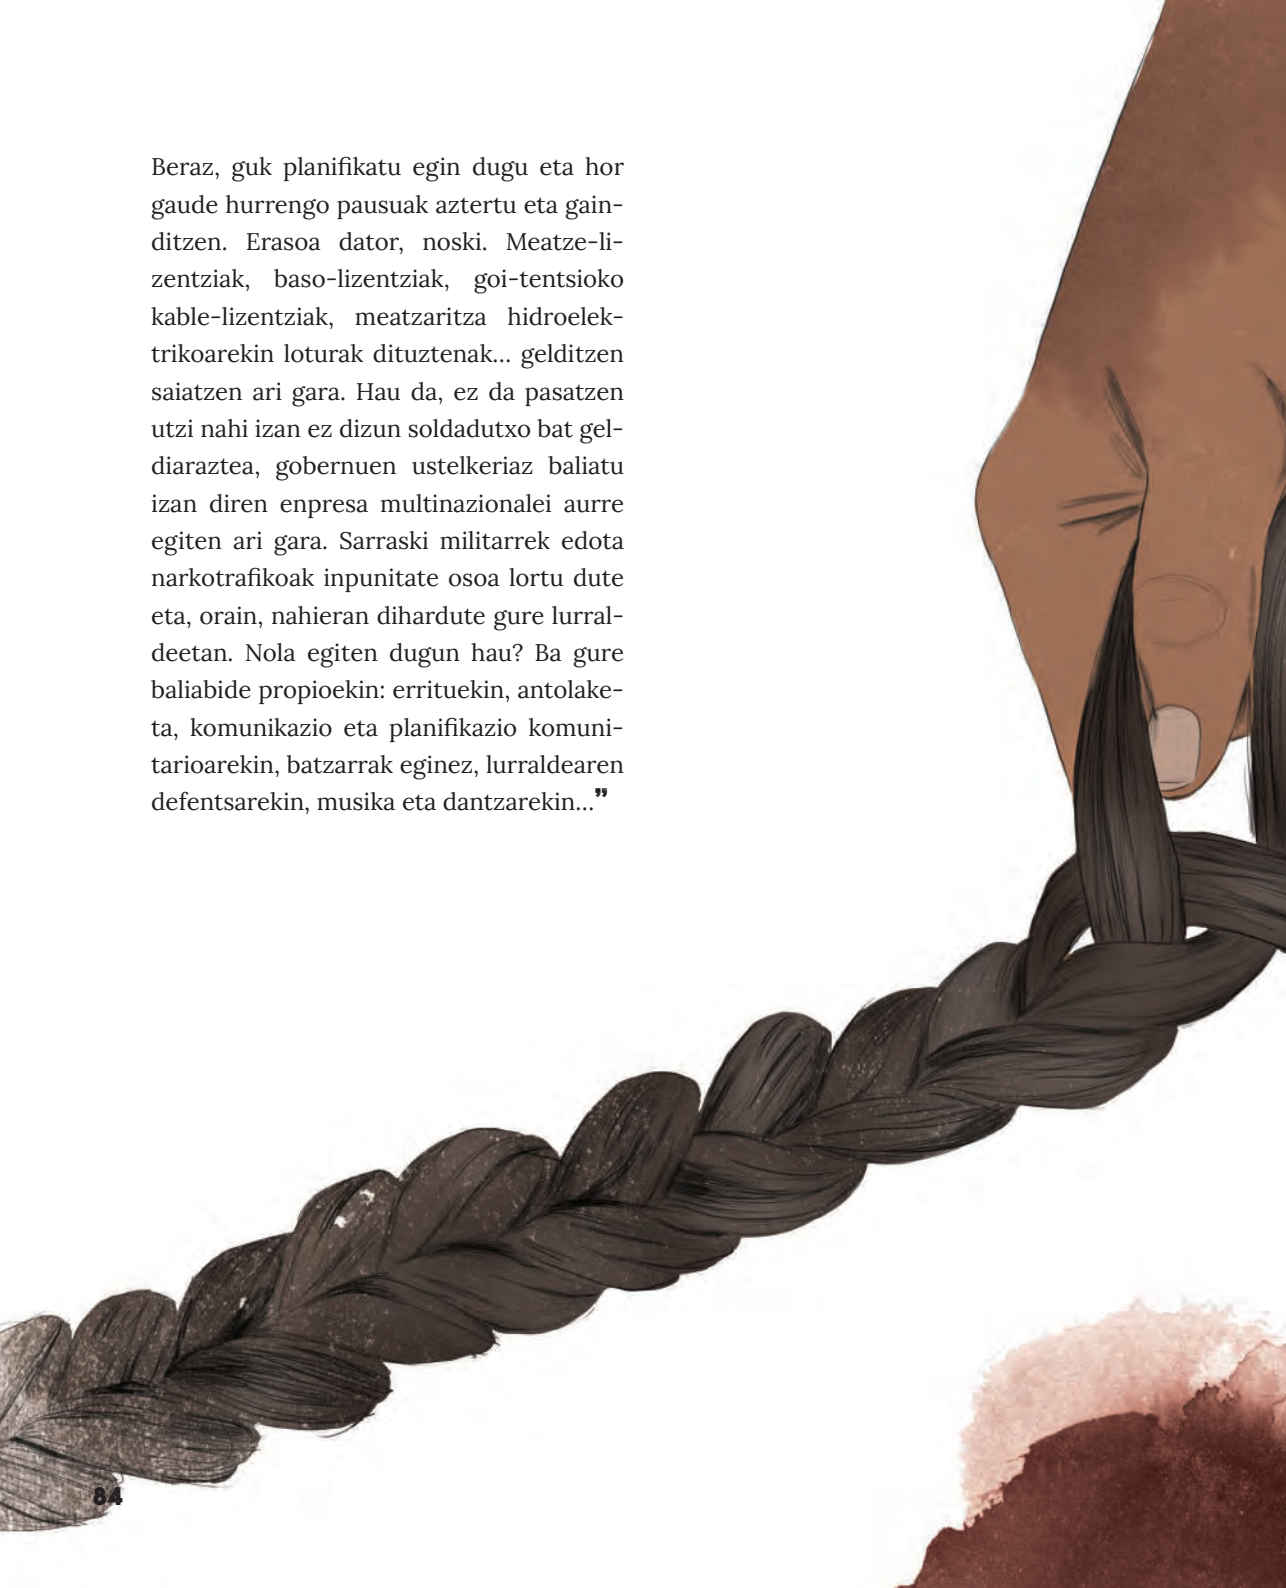 Beraz, guk planifikatu egin dugu eta hor
gaude hurrengo pausuak aztertu eta gain-
ditzen. Erasoa dator, noski. Meatze-li-
zentziak, baso-lizentziak, goi-tentsioko
kable-lizentziak, meatzaritza hidroelek-
trikoarekin loturak dituztenak... gelditzen
saiatzen ari gara. Hau da, ez da pasatzen
utzi nahi izan ez dizun soldadutxo bat gel-
diaraztea, gobernuen ustelkeriaz baliatu
izan diren enpresa multinazionalei aurre
egiten ari gara. Sarraski militarrek edota
narkotrafikoak inpunitate osoa lortu dute
eta, orain, nahieran dihardute gure lurral-
deetan. Nola egiten dugun hau? Ba gure
baliabide propioekin: errituekin, antolake-
ta, komunikazio eta planifikazio komuni-
tarioarekin, batzarrak eginez, lurraldearen
defentsarekin, musika eta dantzarekin...”
84